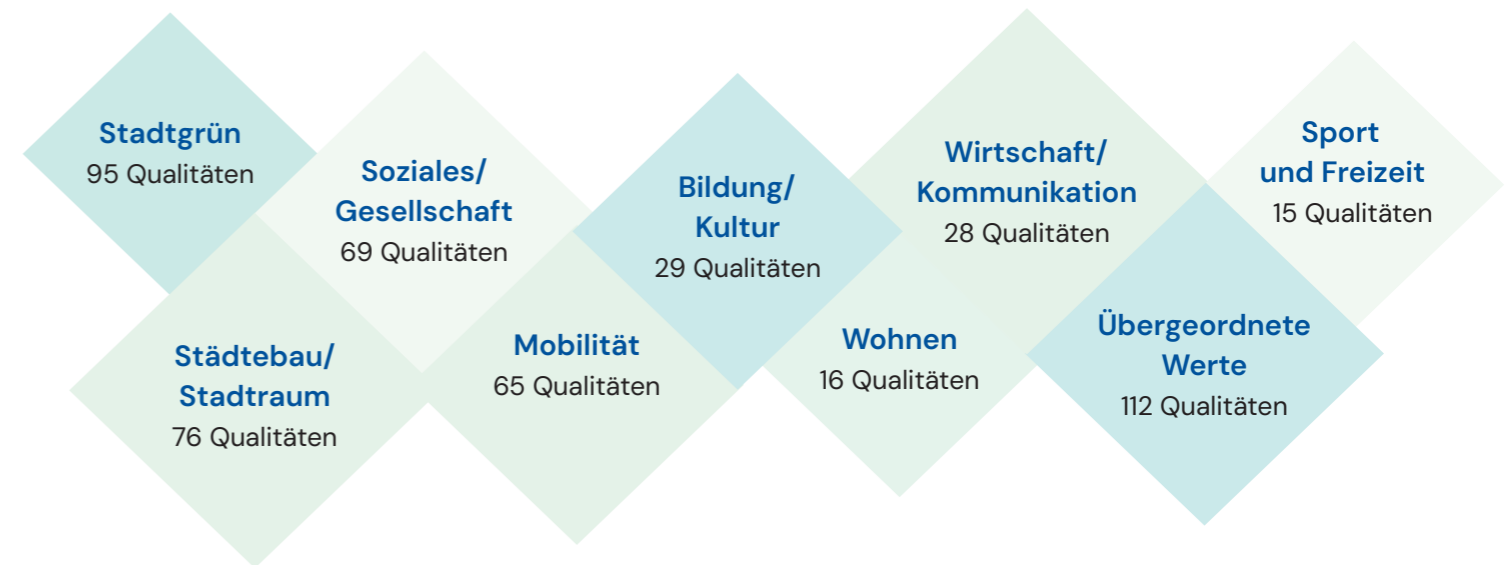 Stadtgrün
95 Qualitäten
Soziales/
Gesellschaft
69 Qualitäten
Bildung/
Kultur
29 Qualitäten
Wirtschaft/
Kommunikation
28 Qualitäten
Sport
und Freizeit
15 Qualitäten
Städtebau/
Stadtraum
76 Qualitäten
Mobilität
65 Qualitäten
Wohnen
16 Qualitäten
Übergeordnete
Werte
112 Qualitäten